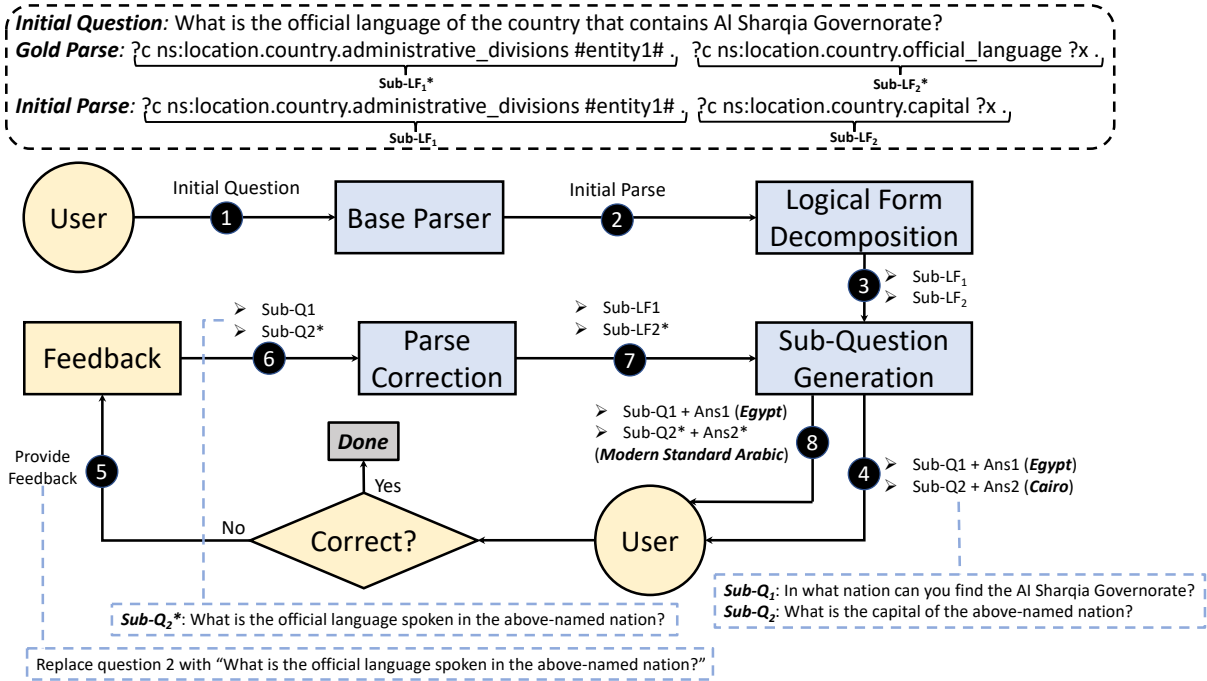 Initial Question: What is the official language of the country that contains Al Sharqia Governorate?
Gold Parse: ?c ns:location.country.administrative_divisions #entity1# . ?c ns:location.country.official_language ?x .
Sub-LF₁* Sub-LF₂*
Initial Parse: ?c ns:location.country.administrative_divisions #entity1# . ?c ns:location.country.capital ?x .
Sub-LF₁ Sub-LF₂
User
Initial Question
1
Base Parser
Initial Parse
2
Logical Form
Decomposition
3
➢ Sub-LF₁
➢ Sub-LF₂
Feedback
➢ Sub-Q1
➢ Sub-Q2*
6
Parse
Correction
➢ Sub-LF1
➢ Sub-LF2*
7
Sub-Question
Generation
➢ Sub-Q1 + Ans1 (Egypt)
➢ Sub-Q2* + Ans2*
(Modern Standard Arabic)
8
4
➢ Sub-Q1 + Ans1 (Egypt)
➢ Sub-Q2 + Ans2 (Cairo)
Provide
Feedback
5
Done
Yes
No
Correct?
User
Sub-Q₁: In what nation can you find the Al Sharqia Governorate?
Sub-Q₂: What is the capital of the above-named nation?
Sub-Q₂*: What is the official language spoken in the above-named nation?
Replace question 2 with “What is the official language spoken in the above-named nation?”